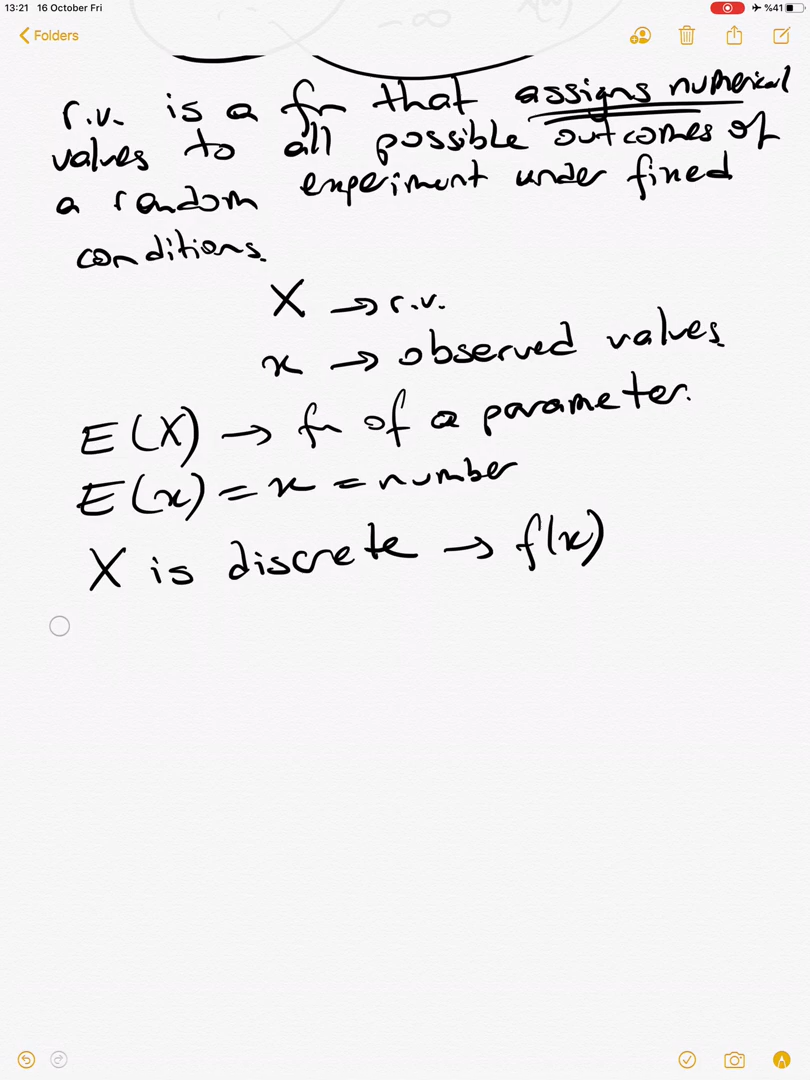 13:21 16 October Fri
%41
-∞
Folders
r.v. is a fn that assigns numerical
values to all possible outcomes of
a random experiment under fixed
conditions.
X → r.v.
x → observed values
E(X) → fn of a parameter.
E(x) = x = number
X is discrete → f(x)